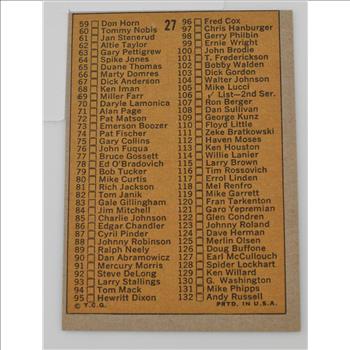 27
59 Don Horn
60 Tommy Nobis
61 Jan Stenerud
62 Altie Taylor
63 Gary Pettigrew
64 Spike Jones
65 Duane Thomas
66 Marty Domres
67 Dick Anderson
68 Ken Iman
69 Miller Farr
70 Daryle Lamonica
71 Alan Page
72 Pat Matson
73 Emerson Boozer
74 Pat Fischer
75 Gary Collins
76 John Fuqua
77 Bruce Gossett
78 Ed O'Bradovich
79 Bob Tucker
80 Mike Curtis
81 Rich Jackson
82 Tom Janik
83 Gale Gillingham
84 Jim Mitchell
85 Charlie Johnson
86 Edgar Chandler
87 Cyril Pinder
88 Johnny Robinson
89 Ralph Neely
90 Dan Abramowicz
91 Mercury Morris
92 Steve DeLong
93 Larry Stallings
94 Tom Mack
95 Hewritt Dixon
© T.C.G.
96 Fred Cox
97 Chris Hanburger
98 Gerry Philbin
99 Ernie Wright
100 John Brodie
101 T. Frederickson
102 Bobby Walden
103 Dick Gordon
104 Walter Johnson
105 Mike Lucci
106 List—2nd Ser.
107 Ron Berger
108 Dan Sullivan
109 George Kunz
110 Floyd Little
111 Zeke Bratkowski
112 Haven Moses
113 Ken Houston
114 Willie Lanier
115 Larry Brown
116 Tim Rossovich
117 Errol Linden
118 Mel Renfro
119 Mike Garrett
120 Fran Tarkenton
121 Garo Yepremian
122 Glen Condren
123 Johnny Roland
124 Dave Herman
125 Merlin Olsen
126 Doug Buffone
127 Earl McCullouch
128 Spider Lockhart
129 Ken Willard
130 G. Washington
131 Mike Phipps
132 Andy Russell
PRTD. IN U.S.A.